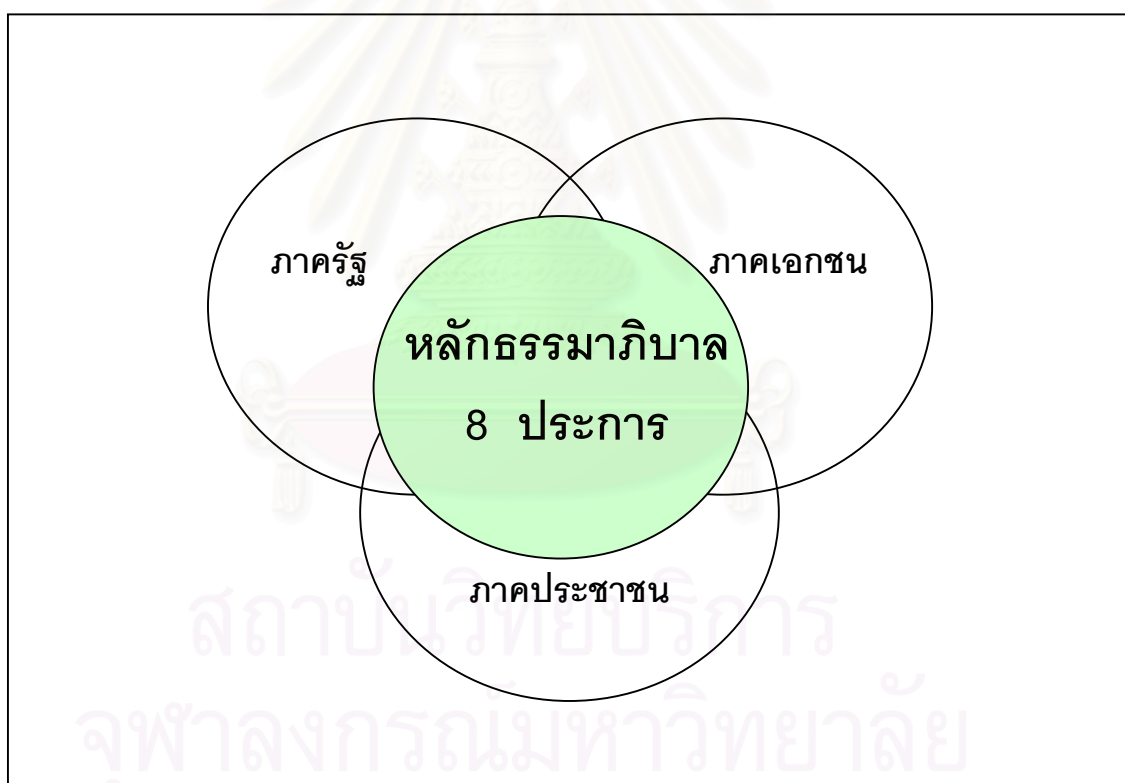 ภาครัฐ
ภาคเอกชน
หลักธรรมาภิบาล
8 ประการ
ภาคประชาชน
สถาบันวิทยบริการ
จุฬาลงกรณ์มหาวิทยาลัย